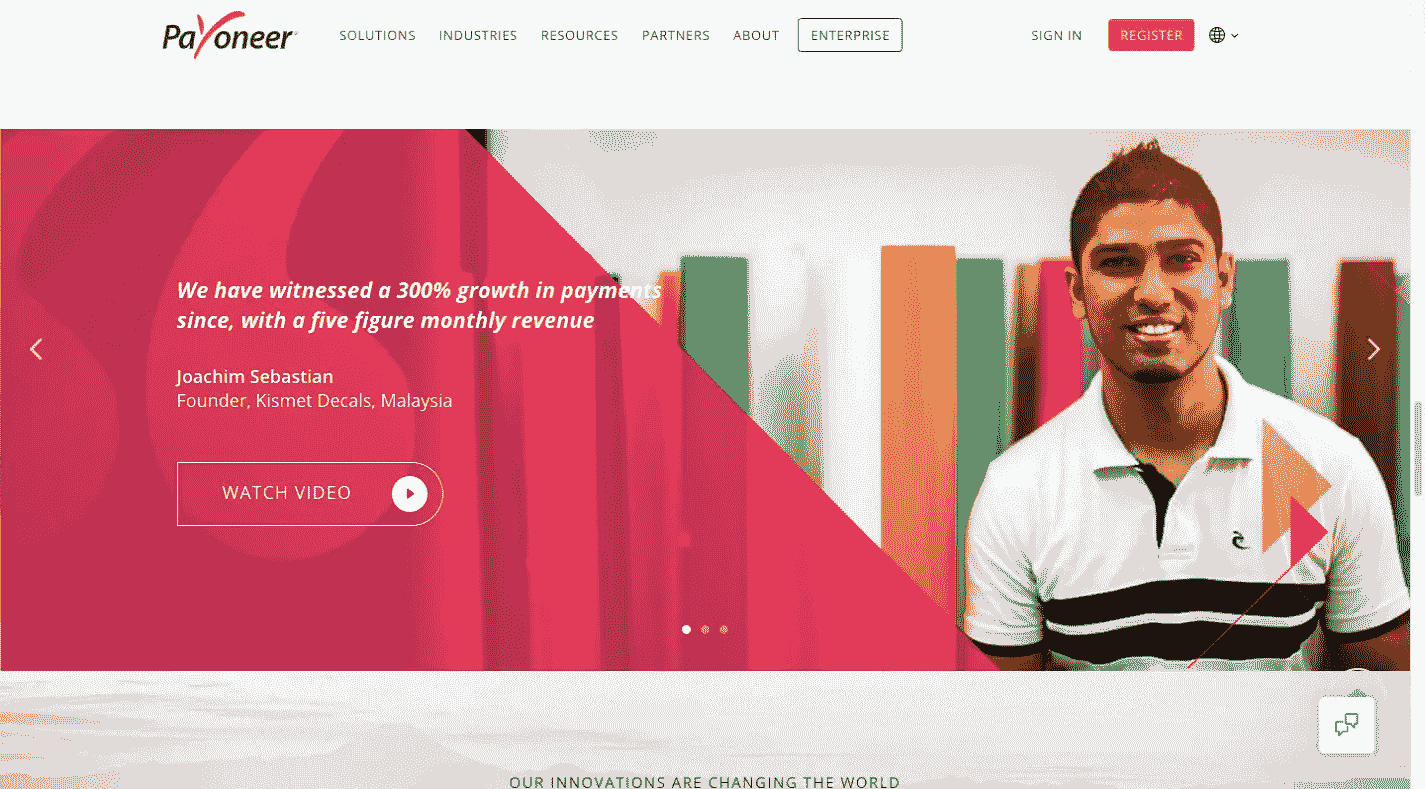 Payoneer
SOLUTIONS INDUSTRIES RESOURCES PARTNERS ABOUT ENTERPRISE SIGN IN REGISTER
We have witnessed a 300% growth in payments
since, with a five figure monthly revenue
Joachim Sebastian
Founder, Kismet Decals, Malaysia
WATCH VIDEO
OUR INNOVATIONS ARE CHANGING THE WORLD